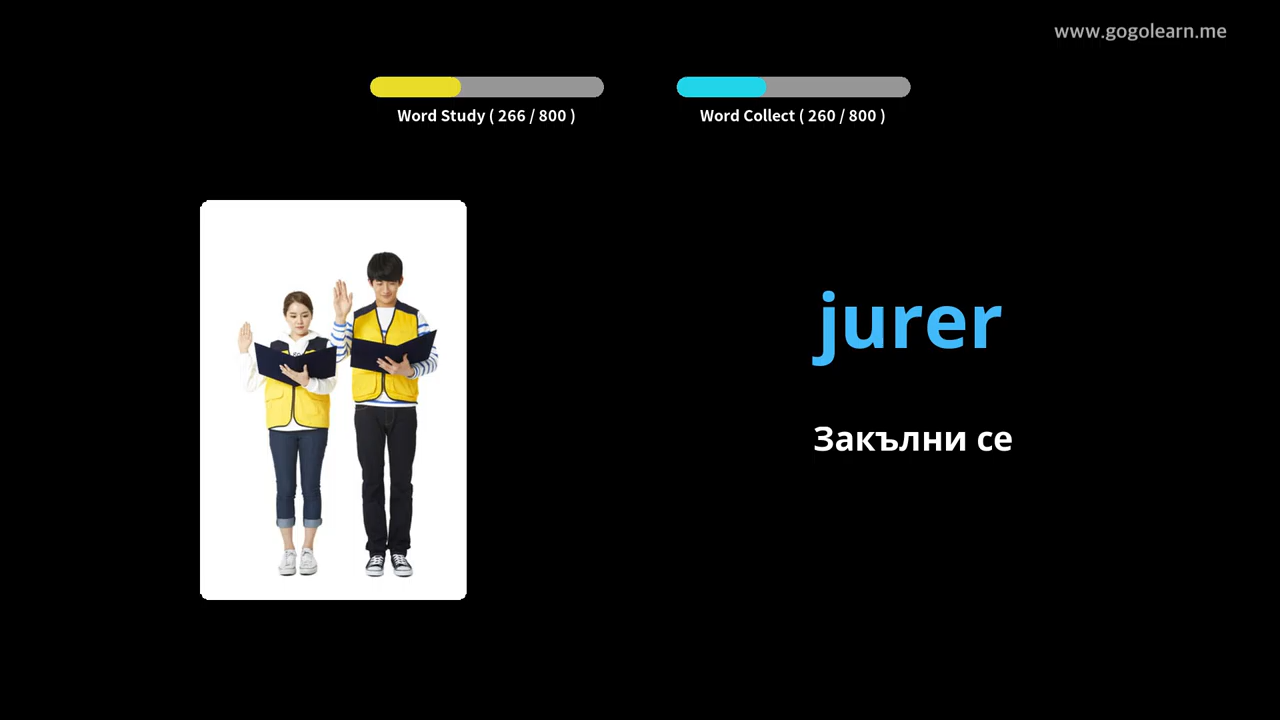 www.gogolearn.me
Word Study ( 266 / 800 )
Word Collect ( 260 / 800 )
jurer
Закълни се